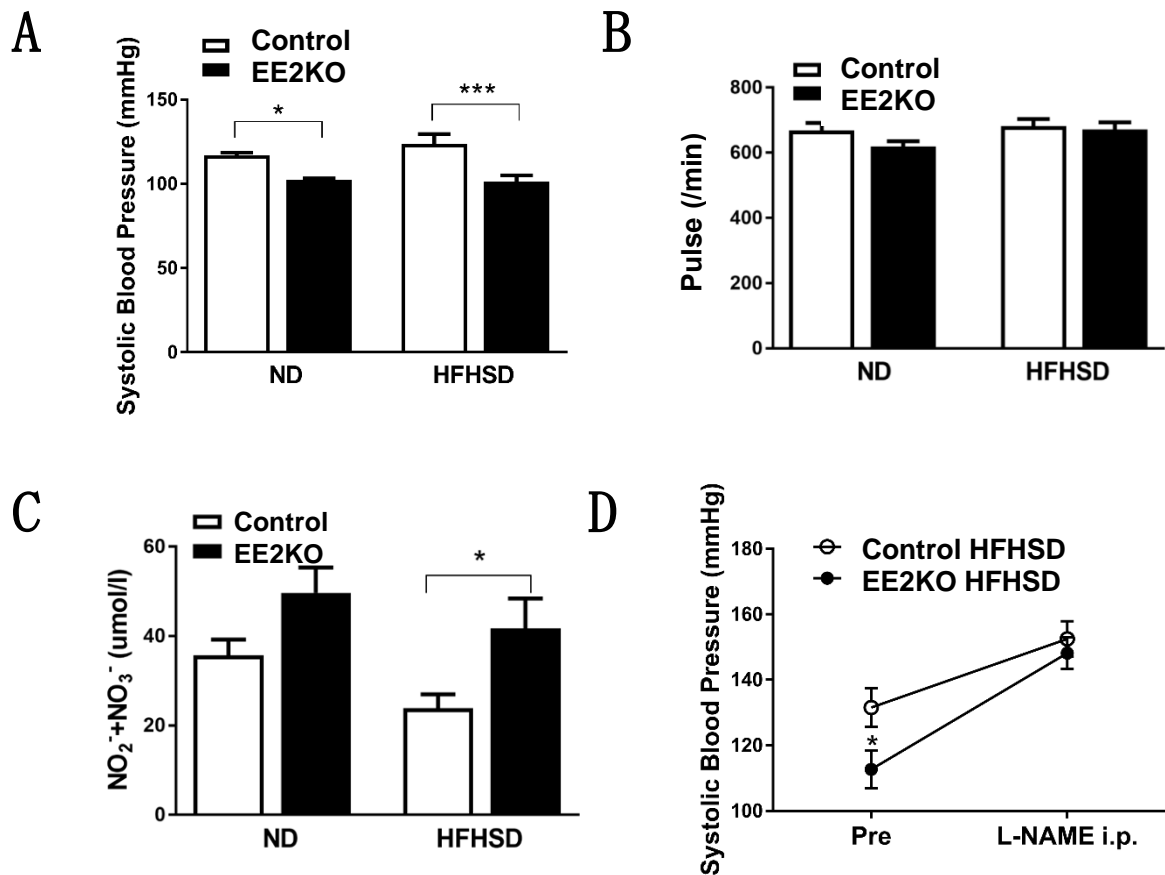 A
Control
EE2KO
Systolic Blood Pressure (mmHg)
150
100
50
0
*
***
ND
HFHSD
B
Control
EE2KO
Pulse (/min)
800
600
400
200
0
ND
HFHSD
C
Control
EE2KO
NO₂⁻+NO₃⁻ (umol/l)
60
40
20
0
*
ND
HFHSD
D
Control HFHSD
EE2KO HFHSD
Systolic Blood Pressure (mmHg)
180
160
140
120
100
*
Pre
L-NAME i.p.